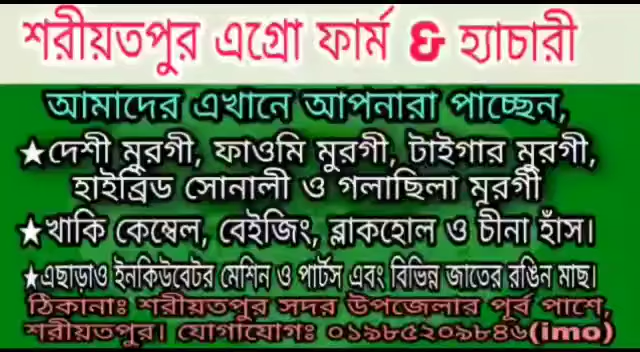 শরীয়তপুর এগ্রো ফার্ম & হ্যাচারী
আমাদের এখানে আপনারা পাচ্ছেন,
★দেশী মুরগী, ফাওমি মুরগী, টাইগার মুরগী,
হাইব্রিড সোনালী ও গলাছিলা মুরগী
★খাকি কেম্বেল, বেইজিং, ব্লাকহোল ও চীনা হাঁস।
★এছাড়াও ইনকিউবেটর মেশিন ও পার্টস এবং বিভিন্ন জাতের রঙিন মাছ।
ঠিকানাঃ শরীয়তপুর সদর উপজেলার পূর্ব পাশে,
শরীয়তপুর। যোগাযোগঃ ০১৯৮৫২০৯৮৪৬(imo)